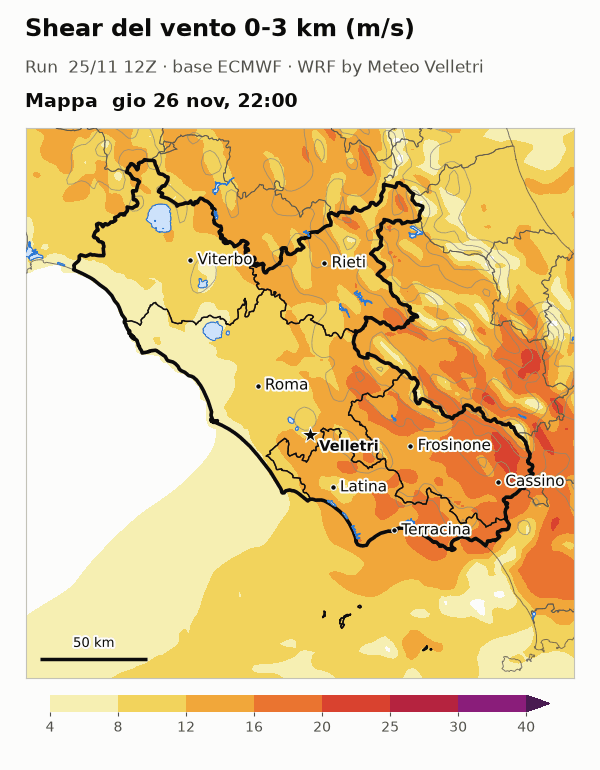 Shear del vento 0-3 km (m/s)
Run  25/11 12Z · base ECMWF · WRF by Meteo Velletri
Mappa  gio 26 nov, 22:00
Viterbo
Rieti
Roma
Velletri
Frosinone
Cassino
Latina
Terracina
50 km
4 8 12 16 20 25 30 40